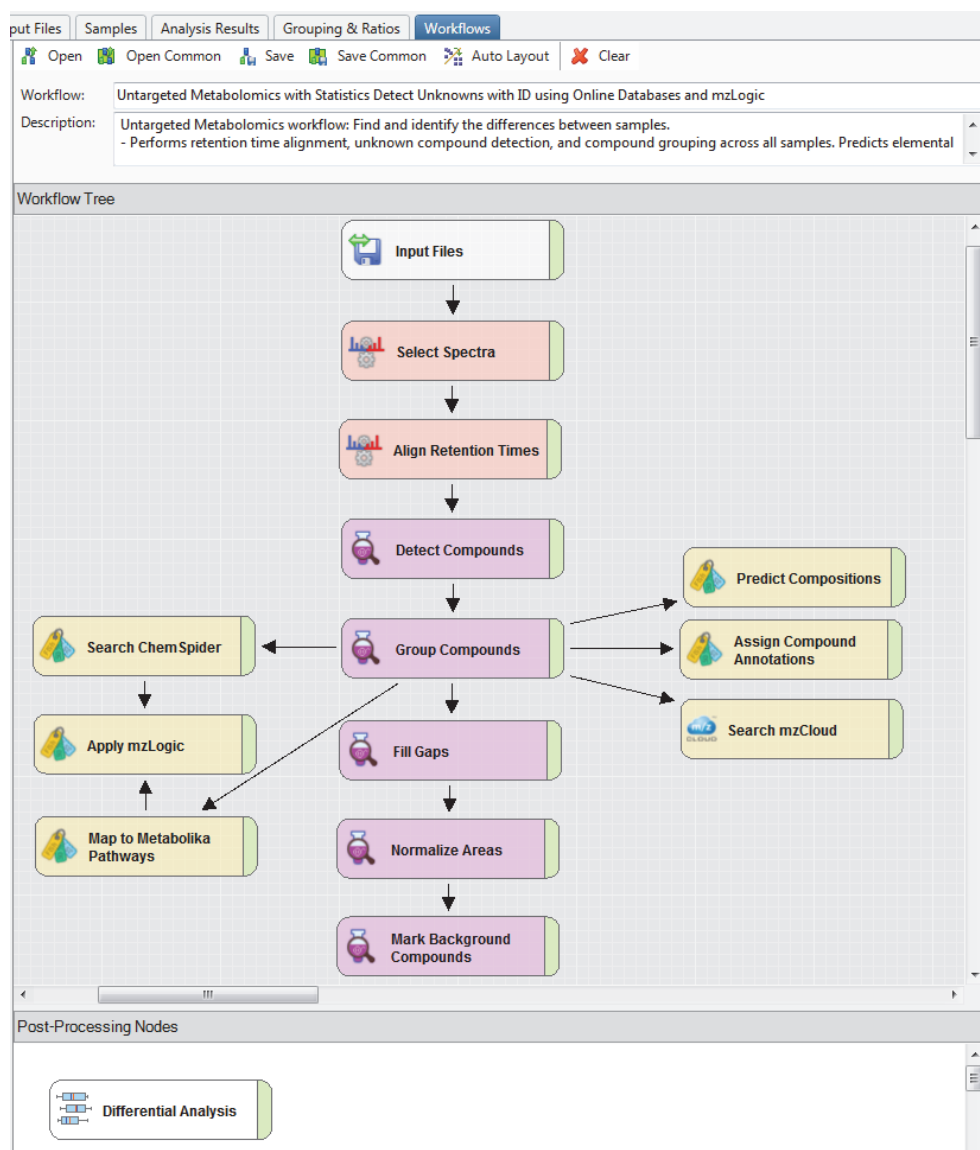 put Files
Samples
Analysis Results
Grouping & Ratios
Workflows
Open
Open Common
Save
Save Common
Auto Layout
Clear
Workflow:
Untargeted Metabolomics with Statistics Detect Unknowns with ID using Online Databases and mzLogic
Description:
Untargeted Metabolomics workflow: Find and identify the differences between samples.
- Performs retention time alignment, unknown compound detection, and compound grouping across all samples. Predicts elemental
Workflow Tree
Input Files
Select Spectra
Align Retention Times
Detect Compounds
Predict Compositions
Search ChemSpider
Group Compounds
Assign Compound
Annotations
m/z
CLOUD
Search mzCloud
Apply mzLogic
Fill Gaps
Map to Metabolika
Pathways
Normalize Areas
Mark Background
Compounds
Post-Processing Nodes
Differential Analysis